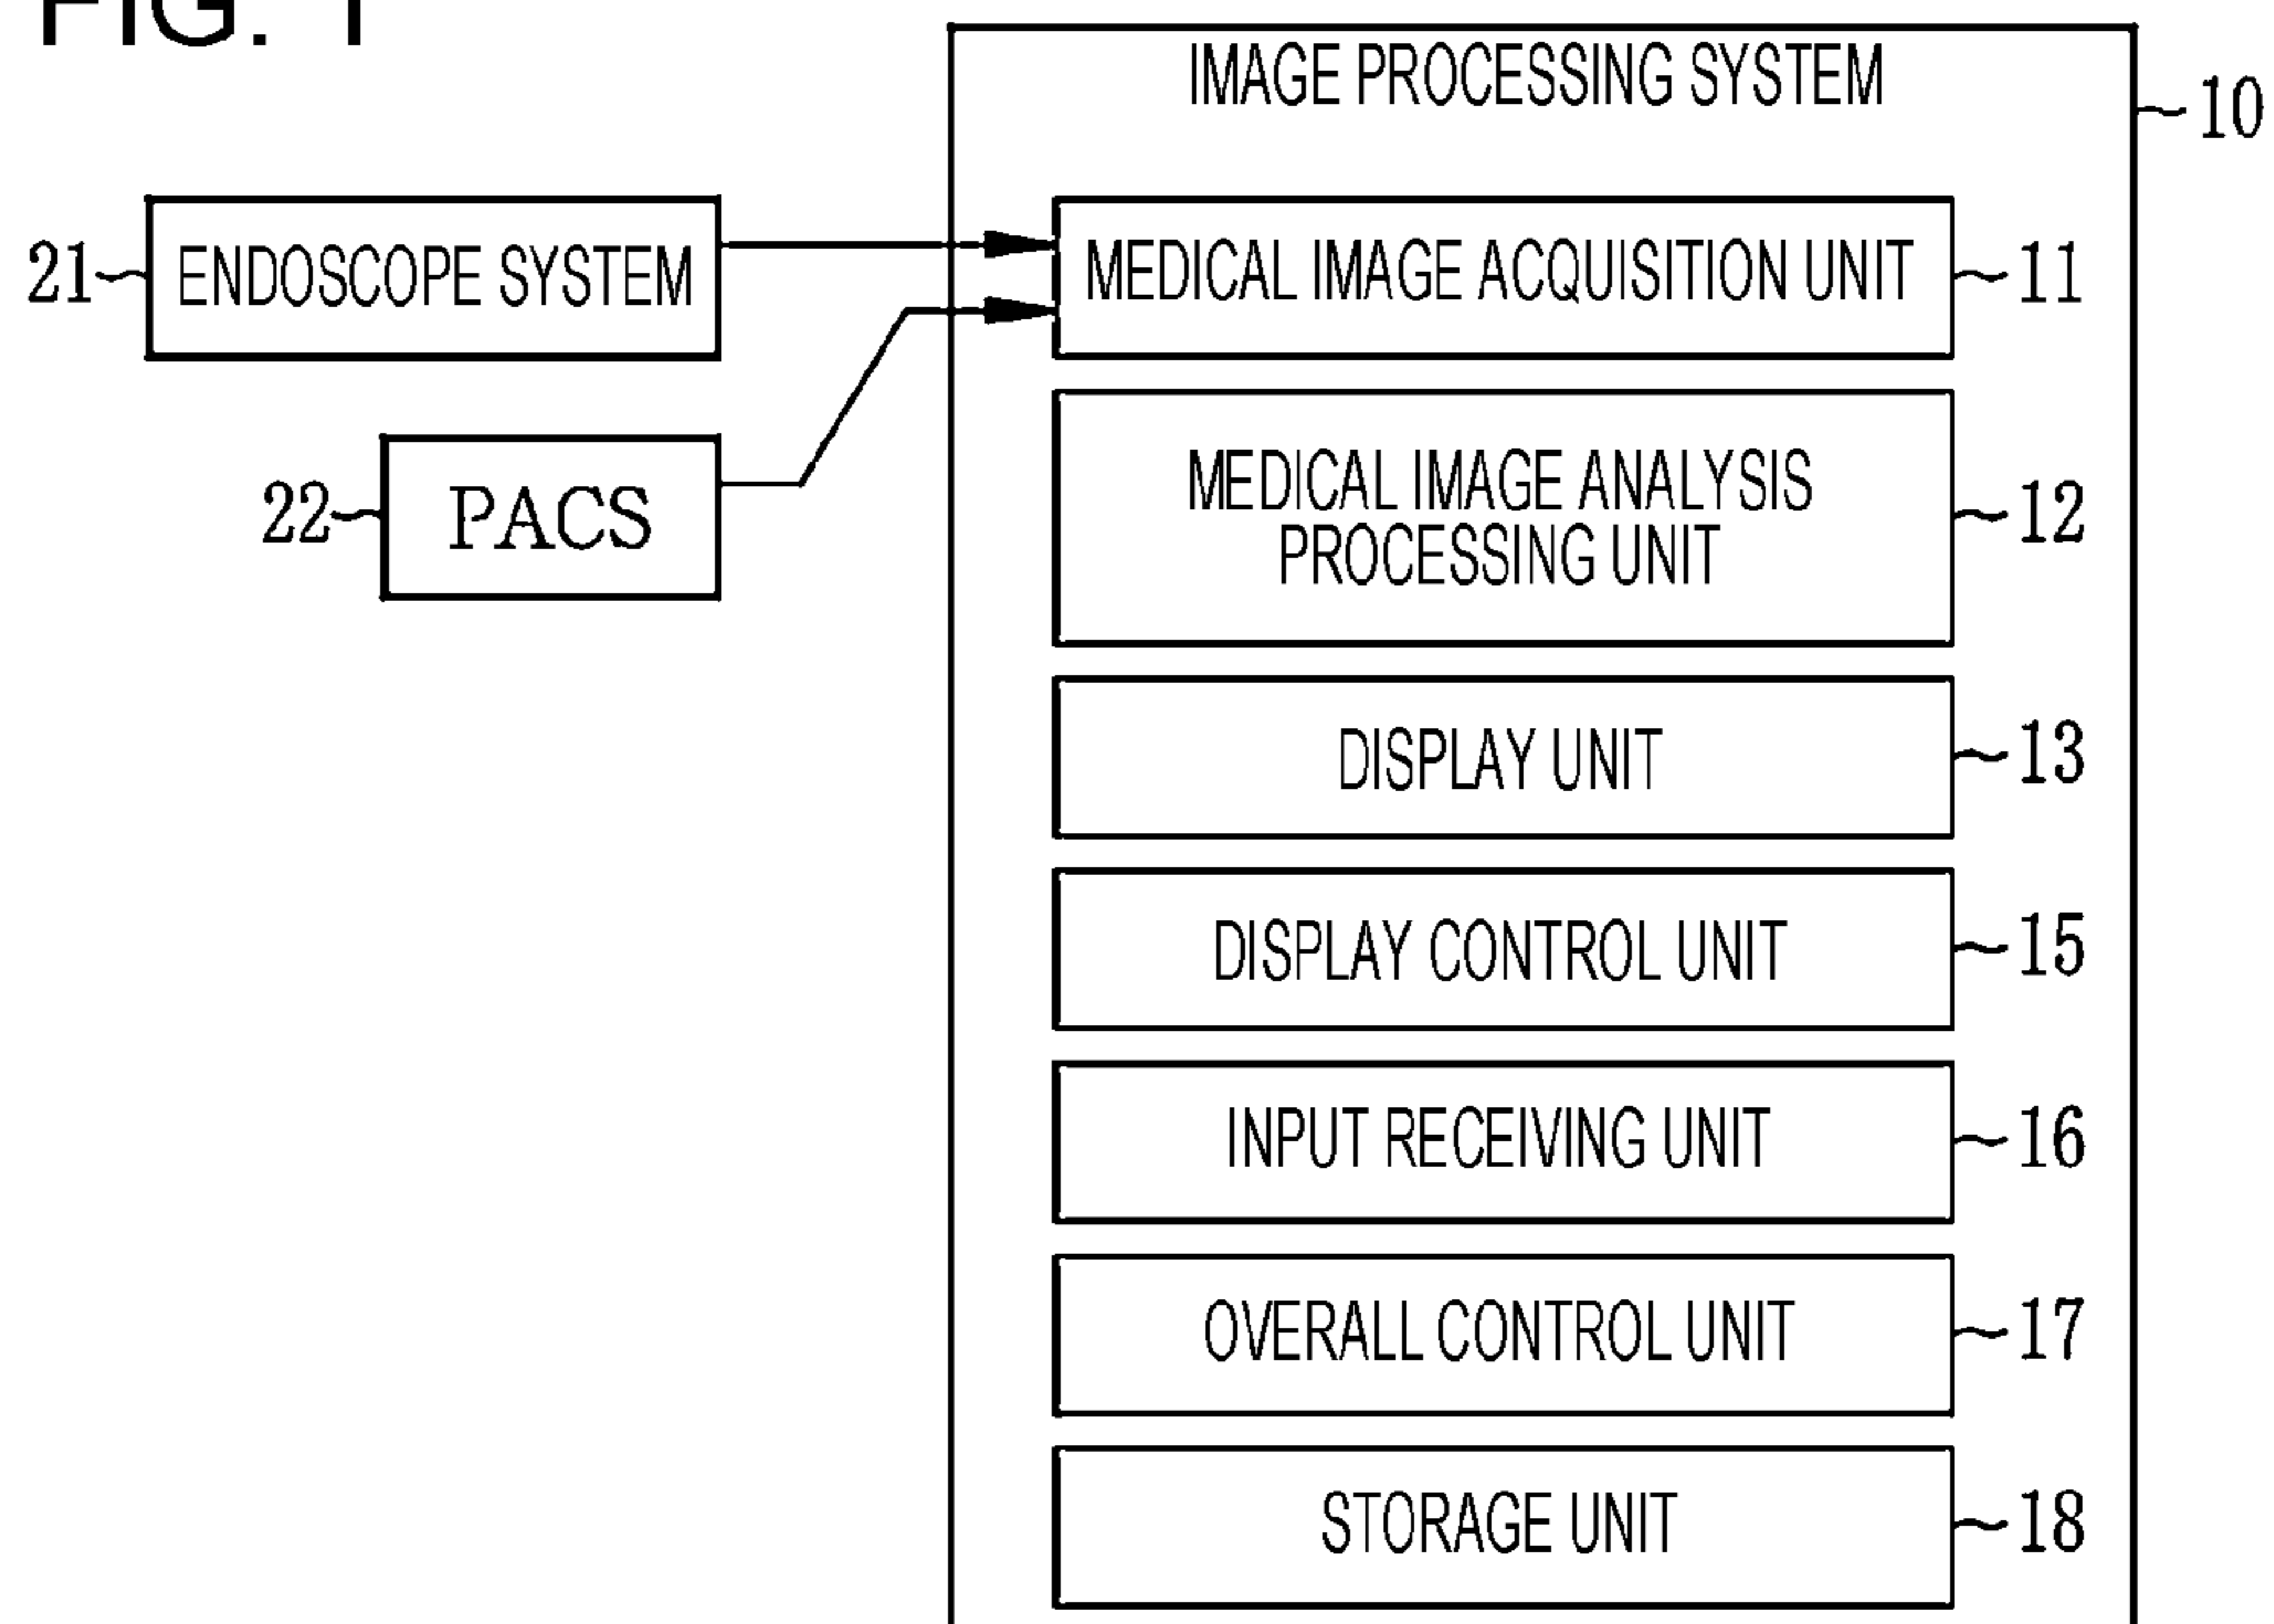 FIG. 1
IMAGE PROCESSING SYSTEM
10
21
ENDOSCOPE SYSTEM
MEDICAL IMAGE ACQUISITION UNIT
11
22
PACS
MEDICAL IMAGE ANALYSIS
PROCESSING UNIT
12
DISPLAY UNIT
13
DISPLAY CONTROL UNIT
15
INPUT RECEIVING UNIT
16
OVERALL CONTROL UNIT
17
STORAGE UNIT
18